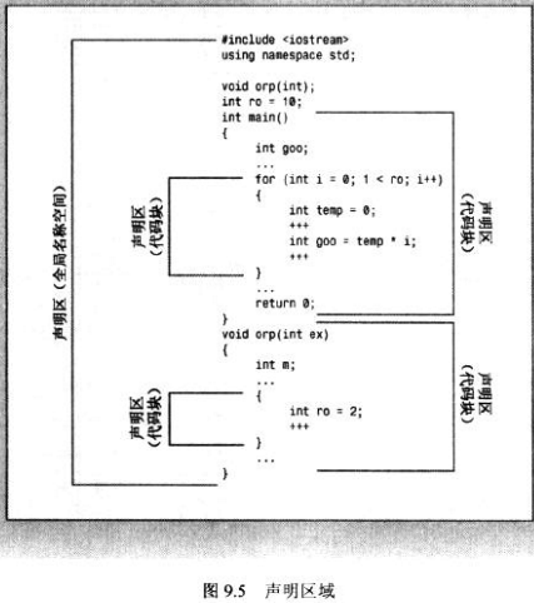 #include <iostream>
using namespace std;
void orp(int);
int ro = 10;
int main()
{
int goo;
...
for (int i = 0; 1 < ro; i++)
{
int temp = 0;
+++
int goo = temp * i;
+++
}
...
return 0;
}
void orp(int ex)
{
int m;
...
{
int ro = 2;
+++
}
...
}
声明区（全局名称空间）
声明区
（代码块）
声明区
（代码块）
声明区
（代码块）
声明区
（代码块）
图 9.5 声明区域